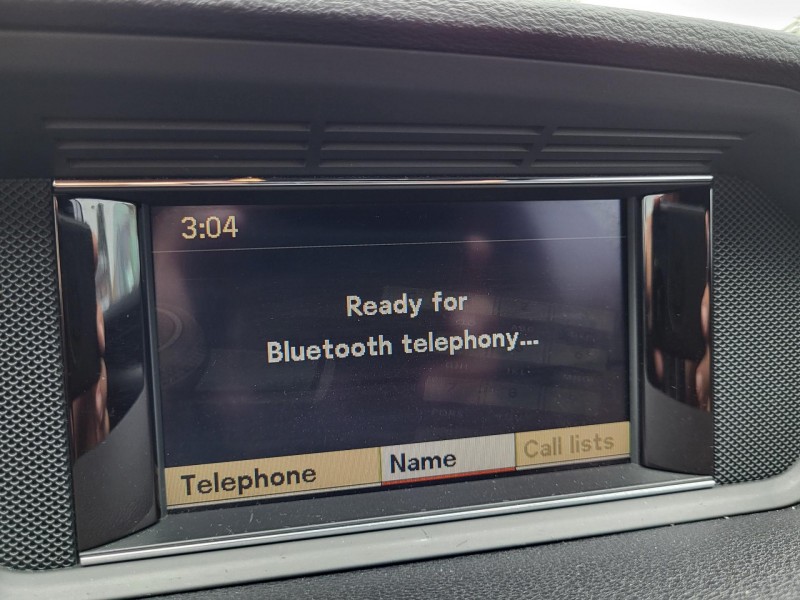 3:04
Ready for
Bluetooth telephony...
Telephone Name Call lists